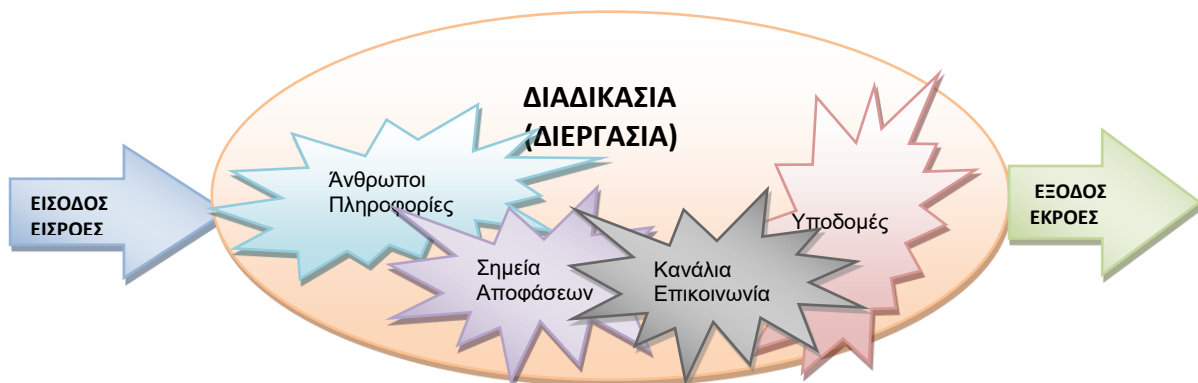 ΔΙΑΔΙΚΑΣΙΑ
(ΔΙΕΡΓΑΣΙΑ)
ΕΙΣΟΔΟΣ
ΕΙΣΡΟΕΣ
Άνθρωποι
Πληροφορίες
Σημεία
Αποφάσεων
Κανάλια
Επικοινωνία
Υποδομές
ΕΞΟΔΟΣ
ΕΚΡΟΕΣ